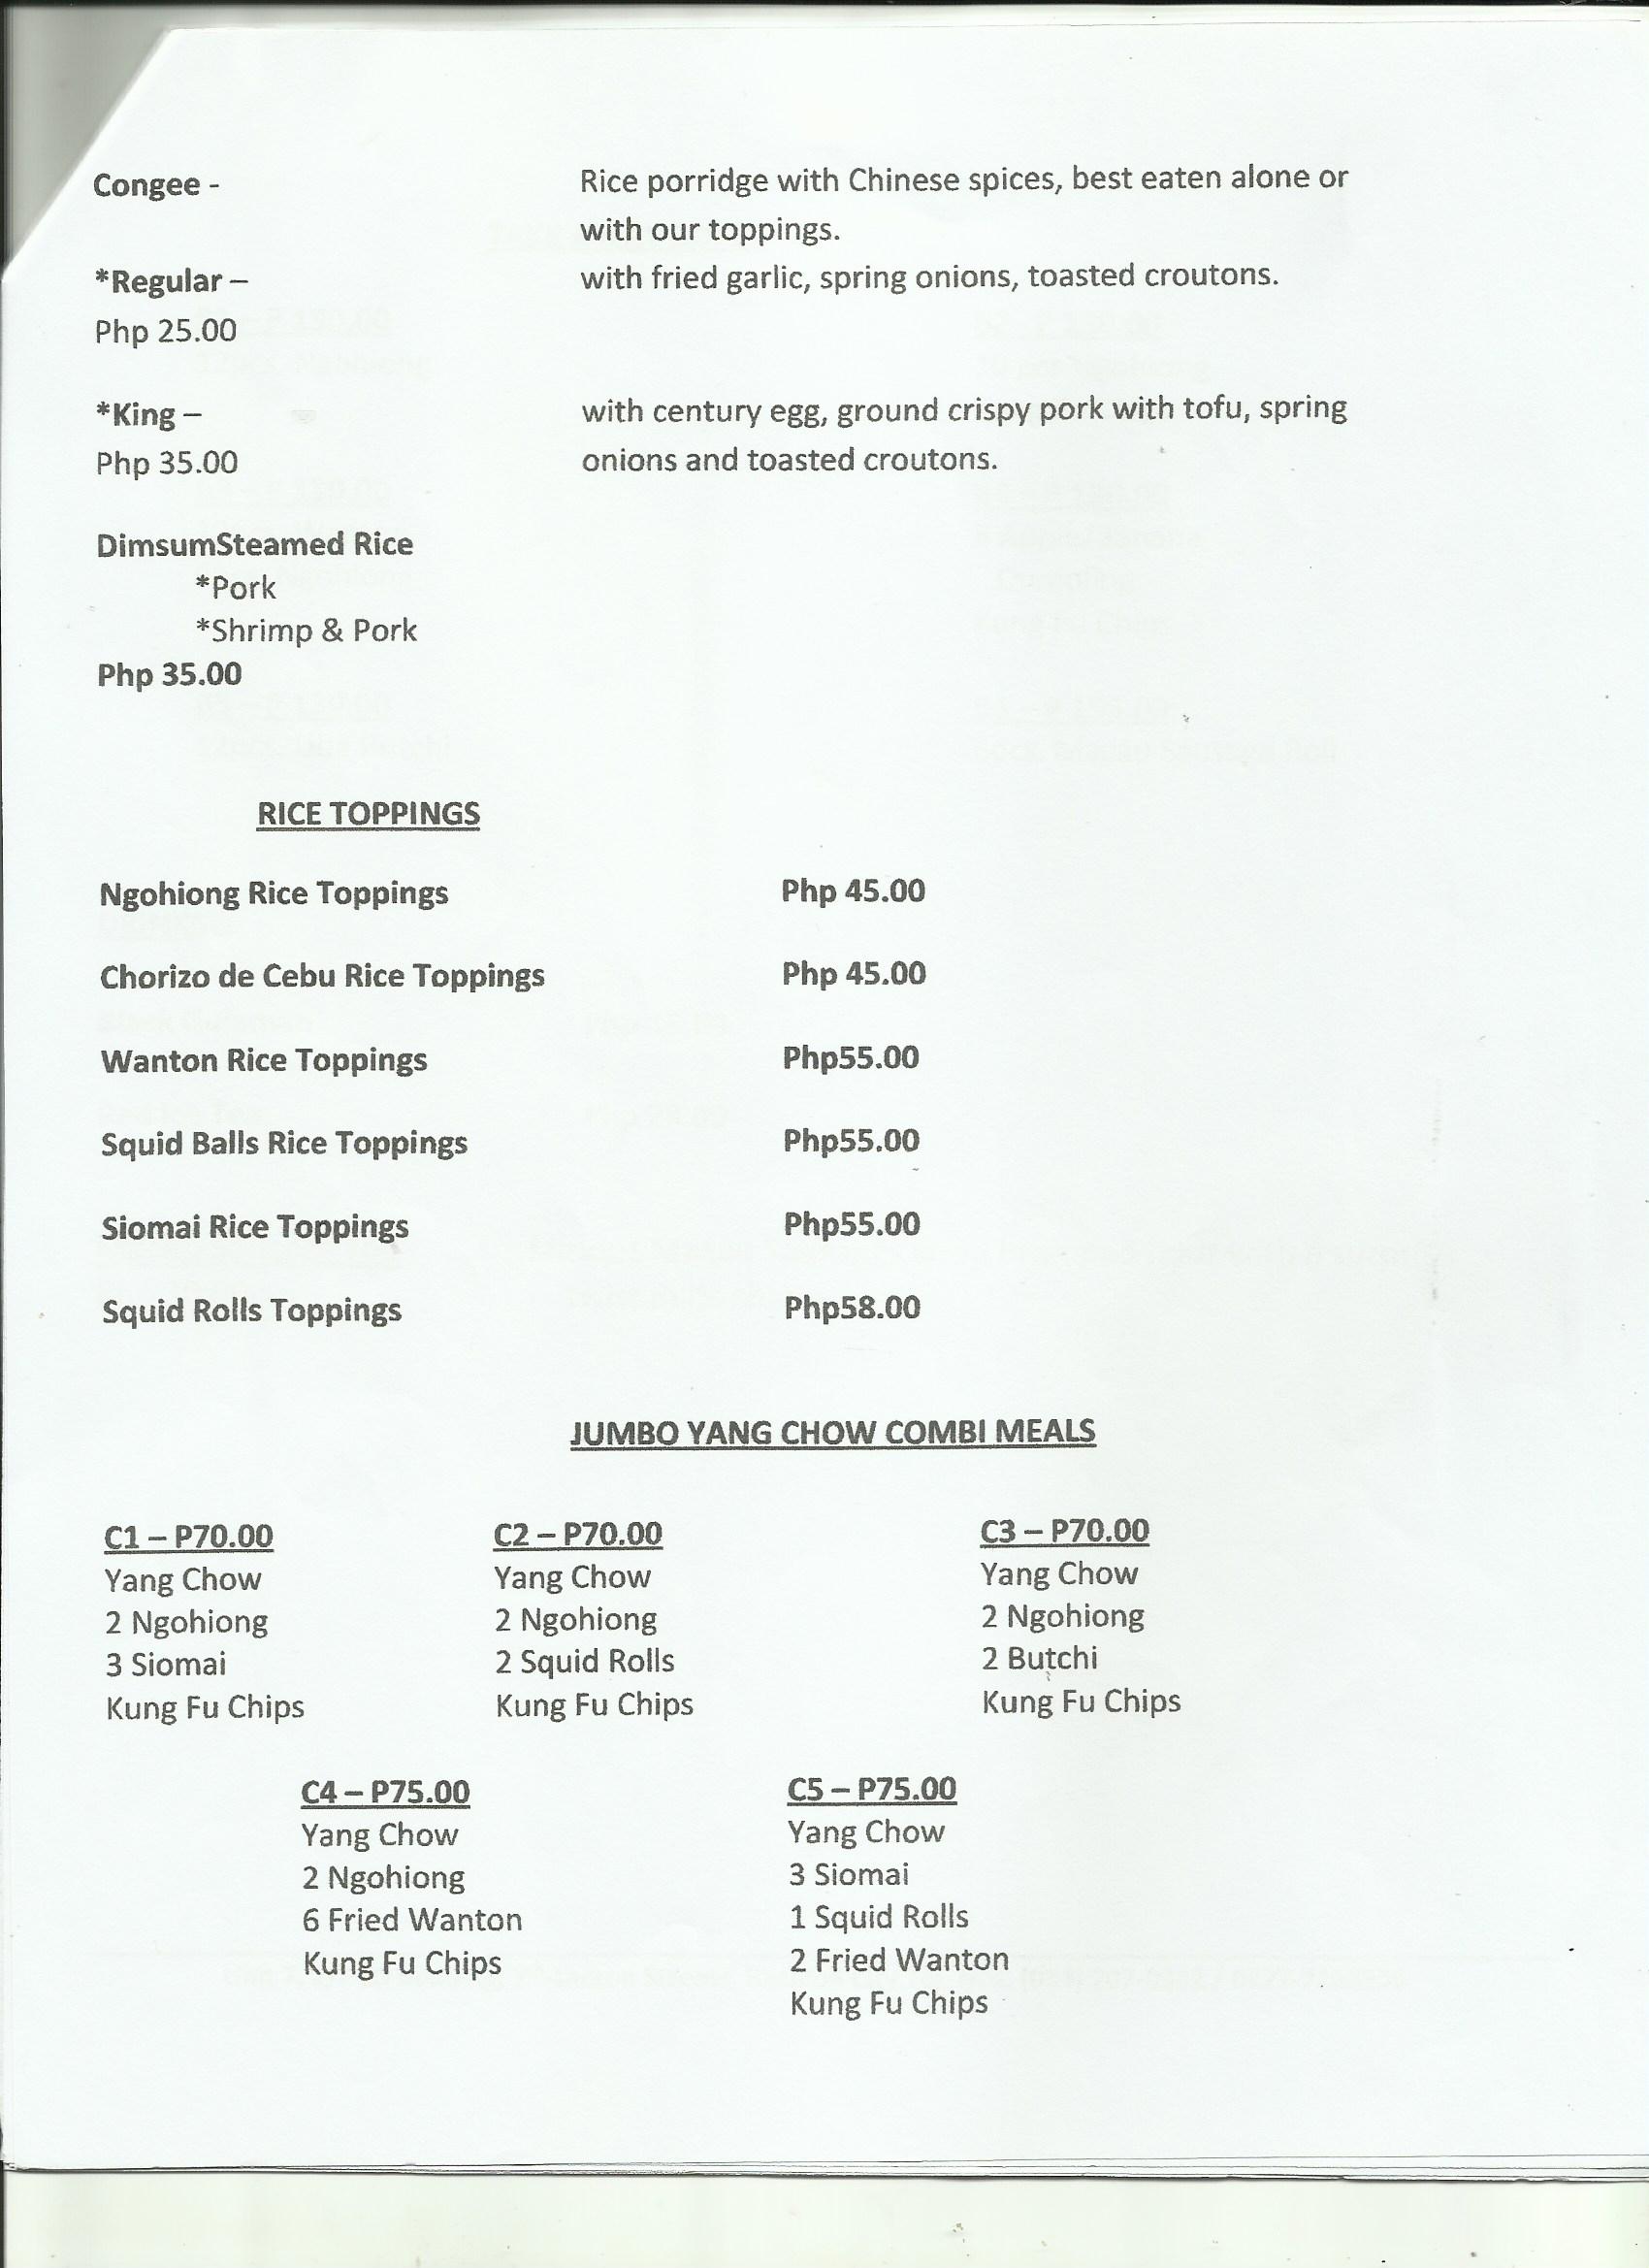 Congee -
Rice porridge with Chinese spices, best eaten alone or
with our toppings.
*Regular –
with fried garlic, spring onions, toasted croutons.
Php 25.00
*King –
with century egg, ground crispy pork with tofu, spring
Php 35.00
onions and toasted croutons.
DimsumSteamed Rice
*Pork
*Shrimp & Pork
Php 35.00
RICE TOPPINGS
Ngohiong Rice Toppings Php 45.00
Chorizo de Cebu Rice Toppings Php 45.00
Wanton Rice Toppings Php55.00
Squid Balls Rice Toppings Php55.00
Siomai Rice Toppings Php55.00
Squid Rolls Toppings Php58.00
JUMBO YANG CHOW COMBI MEALS
C1 – P70.00
Yang Chow
2 Ngohiong
3 Siomai
Kung Fu Chips
C2 – P70.00
Yang Chow
2 Ngohiong
2 Squid Rolls
Kung Fu Chips
C3 – P70.00
Yang Chow
2 Ngohiong
2 Butchi
Kung Fu Chips
C4 – P75.00
Yang Chow
2 Ngohiong
6 Fried Wanton
Kung Fu Chips
C5 – P75.00
Yang Chow
3 Siomai
1 Squid Rolls
2 Fried Wanton
Kung Fu Chips